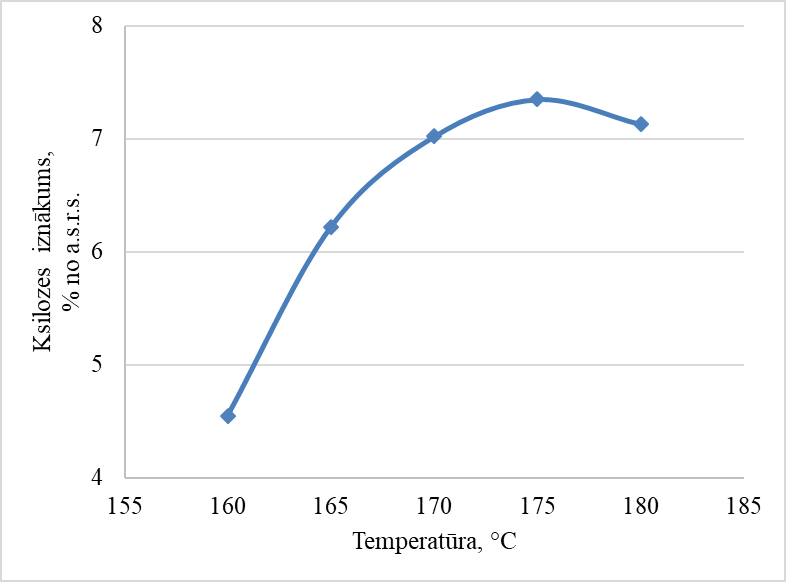 8
7
6
5
4
Ksilozes iznākums,
% no a.s.r.s.
155 160 165 170 175 180 185
Temperatūra, °C